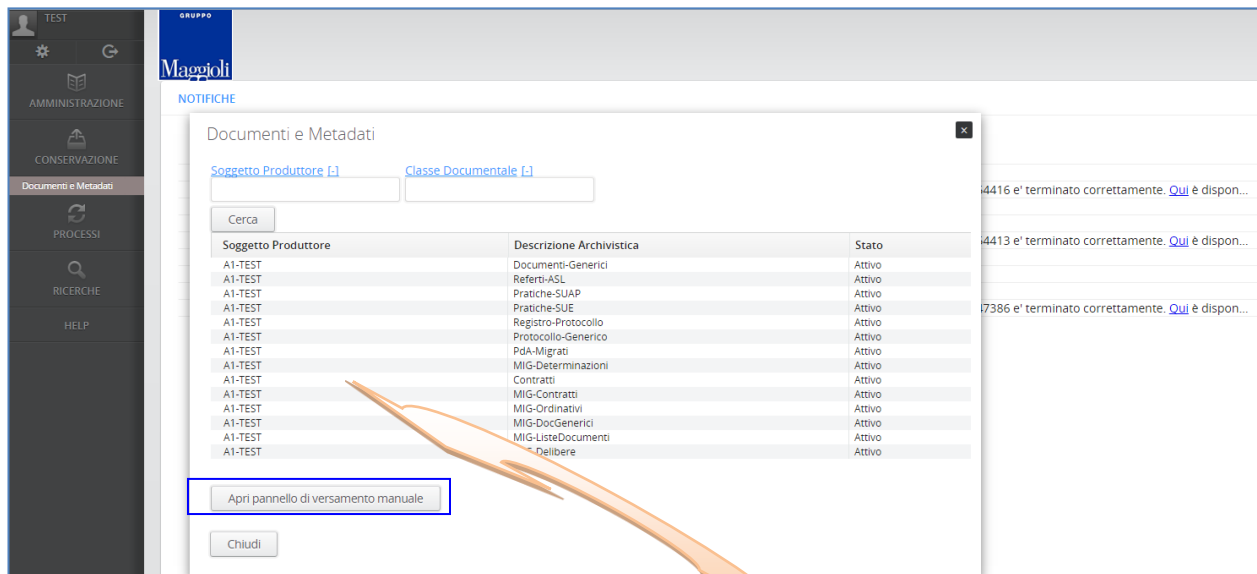 TEST
GRUPPO
Maggioli
AMMINISTRAZIONE
CONSERVAZIONE
Documenti e Metadati
PROCESSI
RICERCHE
HELP
NOTIFICHE
Documenti e Metadati
x
Soggetto Produttore [-] Classe Documentale [-]
Cerca
Soggetto Produttore Descrizione Archivistica Stato
A1-TEST Documenti-Generici Attivo
A1-TEST Referti-ASL Attivo
A1-TEST Pratiche-SUAP Attivo
A1-TEST Pratiche-SUE Attivo
A1-TEST Registro-Protocollo Attivo
A1-TEST Protocollo-Generico Attivo
A1-TEST PdA-Migrati Attivo
A1-TEST MIG-Determinazioni Attivo
A1-TEST Contratti Attivo
A1-TEST MIG-Contratti Attivo
A1-TEST MIG-Ordinativi Attivo
A1-TEST MIG-DocGenerici Attivo
A1-TEST MIG-ListeDocumenti Attivo
A1-TEST Delibere Attivo
Apri pannello di versamento manuale
Chiudi
4416 e' terminato correttamente. Qui è dispon...
4413 e' terminato correttamente. Qui è dispon...
7386 e' terminato correttamente. Qui è dispon...